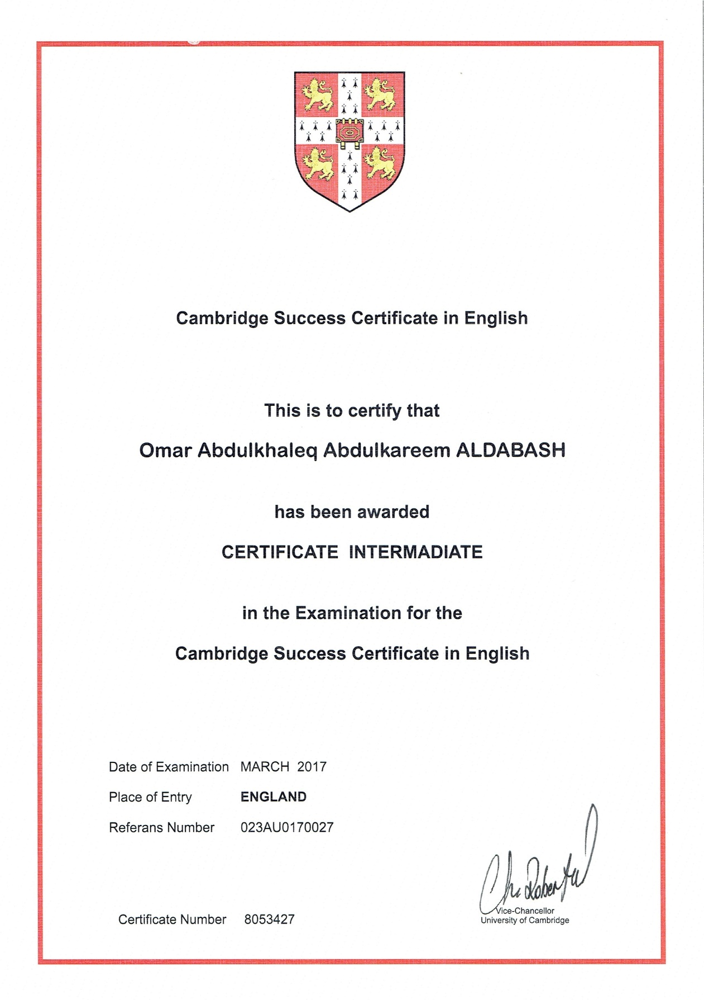 Cambridge Success Certificate in English
This is to certify that
Omar Abdulkhaleq Abdulkareem ALDABASH
has been awarded
CERTIFICATE INTERMADIATE
in the Examination for the
Cambridge Success Certificate in English
Date of Examination MARCH 2017
Place of Entry ENGLAND
Referans Number 023AU0170027
Vice-Chancellor
University of Cambridge
Certificate Number 8053427